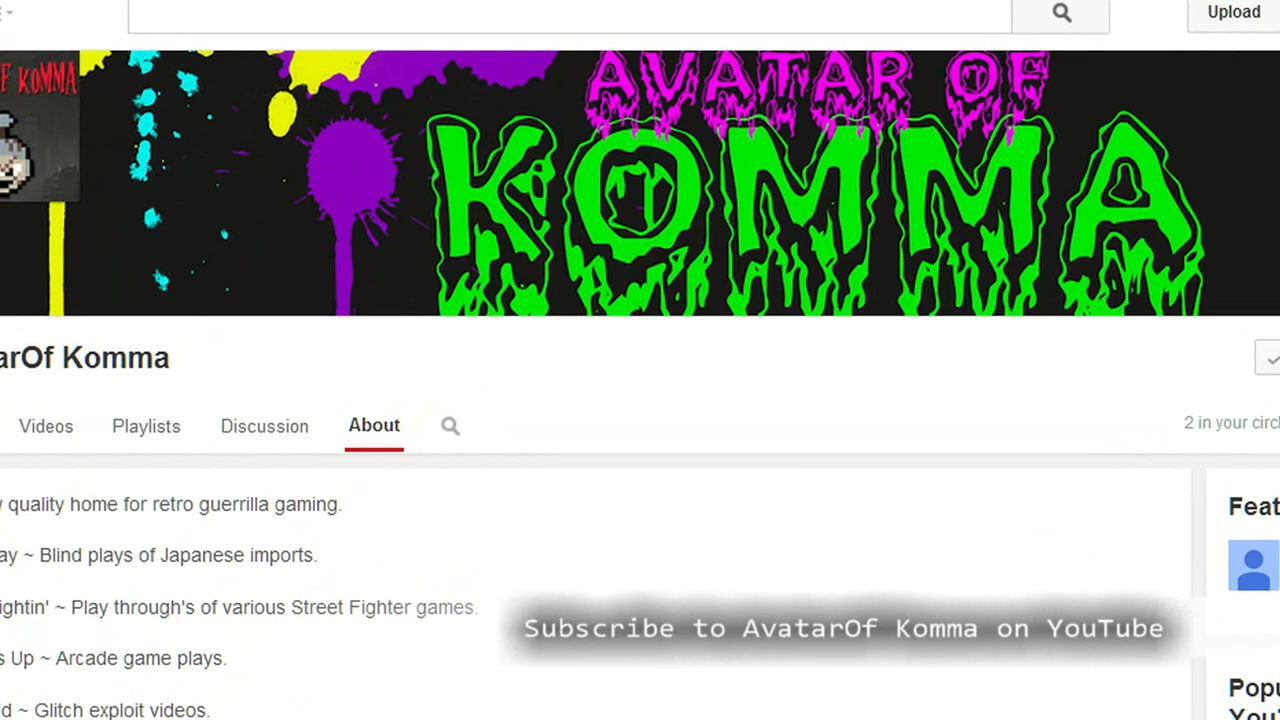 Upload
F KOMMA
AVATAR OF
KOMMA
arOf Komma
Videos Playlists Discussion About
2 in your circl
quality home for retro guerrilla gaming.
ay ~ Blind plays of Japanese imports.
ightin' ~ Play through's of various Street Fighter games.
Subscribe to AvatarOf Komma on YouTube
s Up ~ Arcade game plays.
'd ~ Glitch exploit videos.
Feat
Popu
YouT